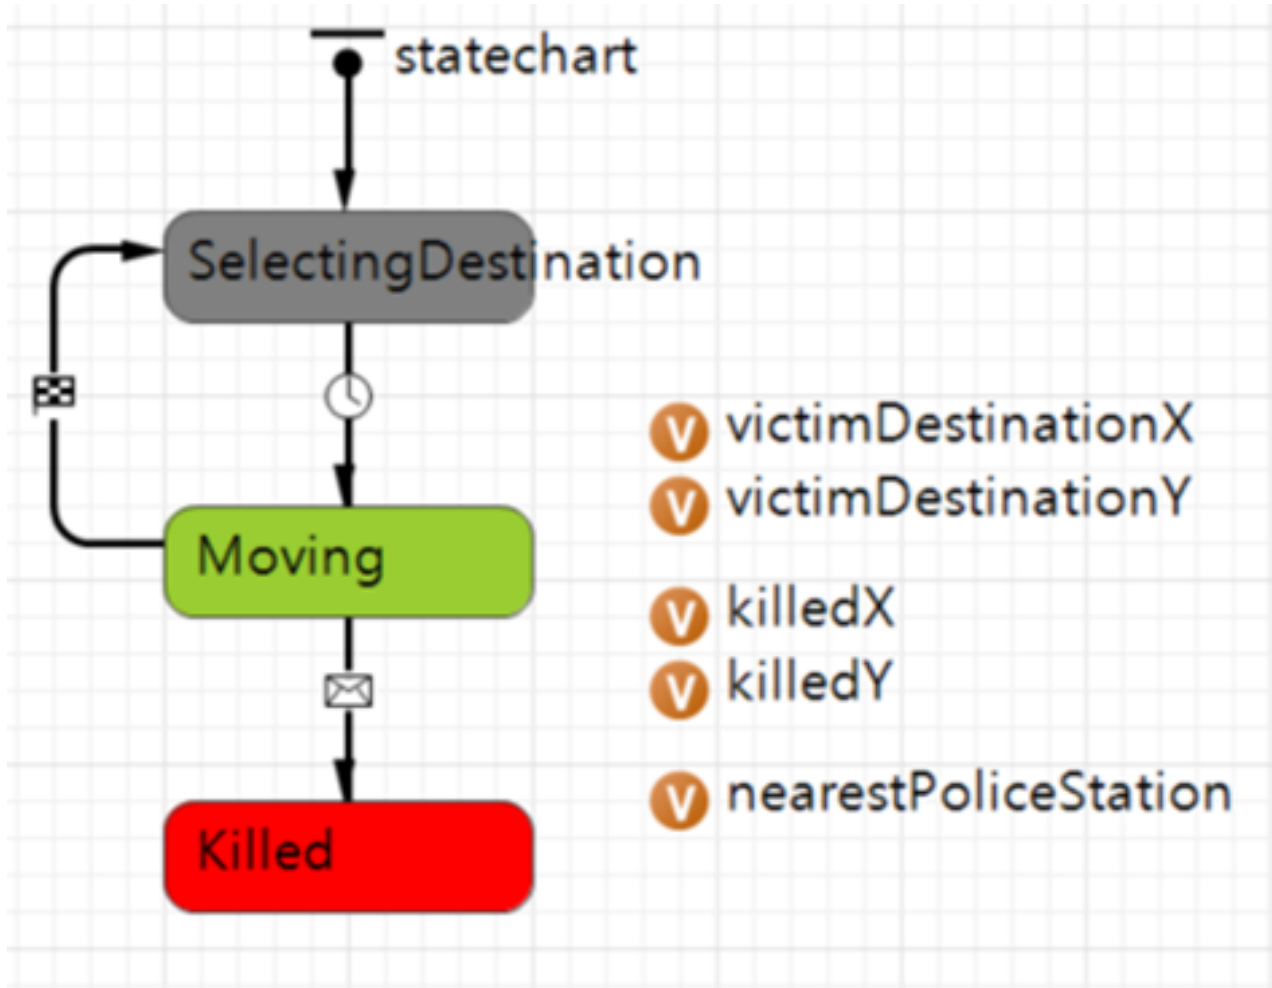 statechart
SelectingDestination
V victimDestinationX
V victimDestinationY
Moving
V killedX
V killedY
V nearestPoliceStation
Killed